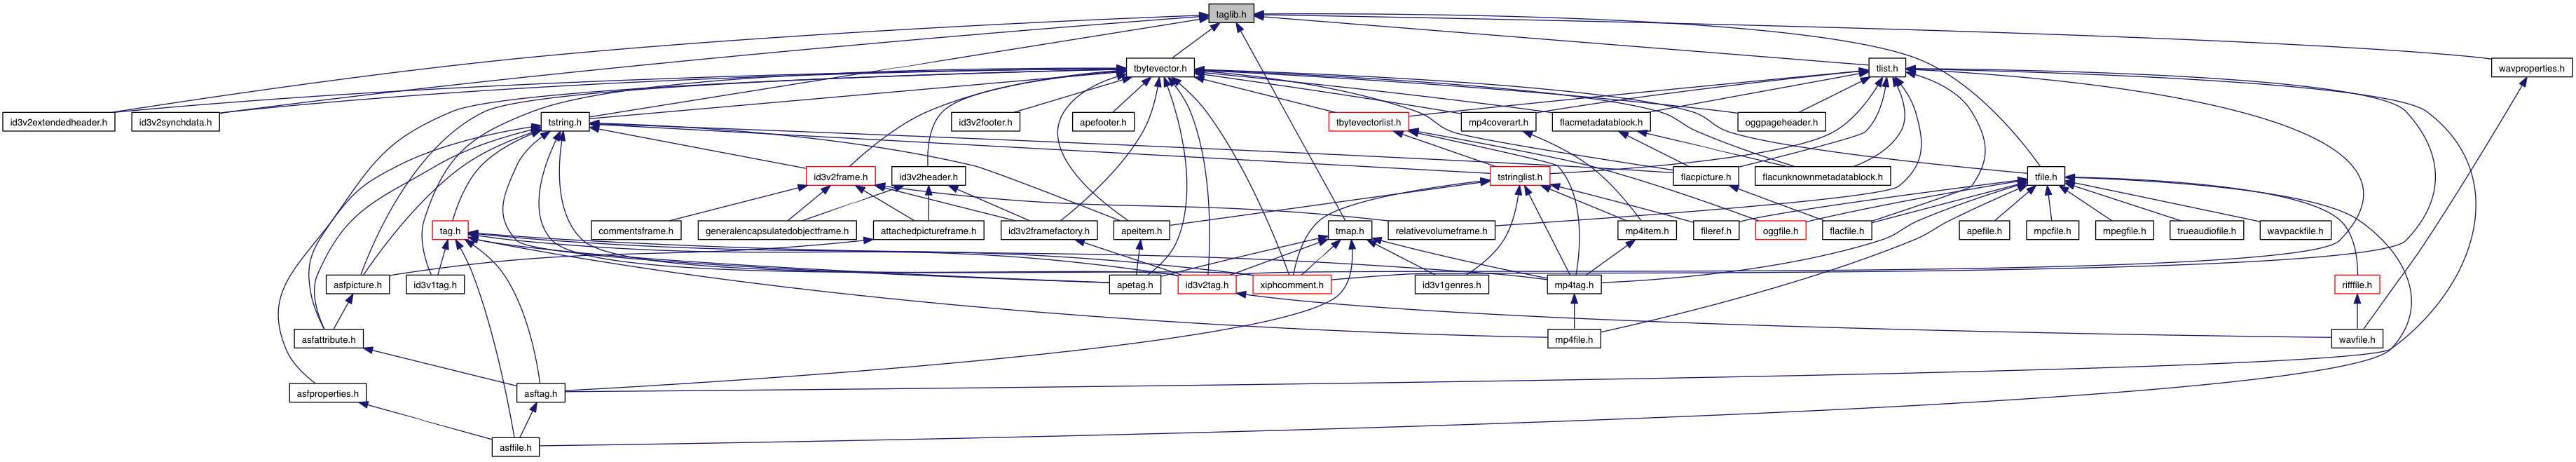 taglib.h
tbytevector.h
tlist.h
wavproperties.h
id3v2extendedheader.h
id3v2synchdata.h
tstring.h
id3v2footer.h
apefooter.h
tbytevectorlist.h
mp4coverart.h
flacmetadatablock.h
oggpageheader.h
id3v2frame.h
id3v2header.h
tstringlist.h
flacpicture.h
flacunknownmetadatablock.h
tfile.h
tag.h
commentsframe.h
generalencapsulatedobjectframe.h
attachedpictureframe.h
id3v2framefactory.h
apeitem.h
tmap.h
relativevolumeframe.h
mp4item.h
fileref.h
oggfile.h
flacfile.h
apefile.h
mpcfile.h
mpegfile.h
trueaudiofile.h
wavpackfile.h
asfpicture.h
id3v1tag.h
apetag.h
id3v2tag.h
xiphcomment.h
id3v1genres.h
mp4tag.h
rifffile.h
asfattribute.h
mp4file.h
wavfile.h
asfproperties.h
asftag.h
asffile.h